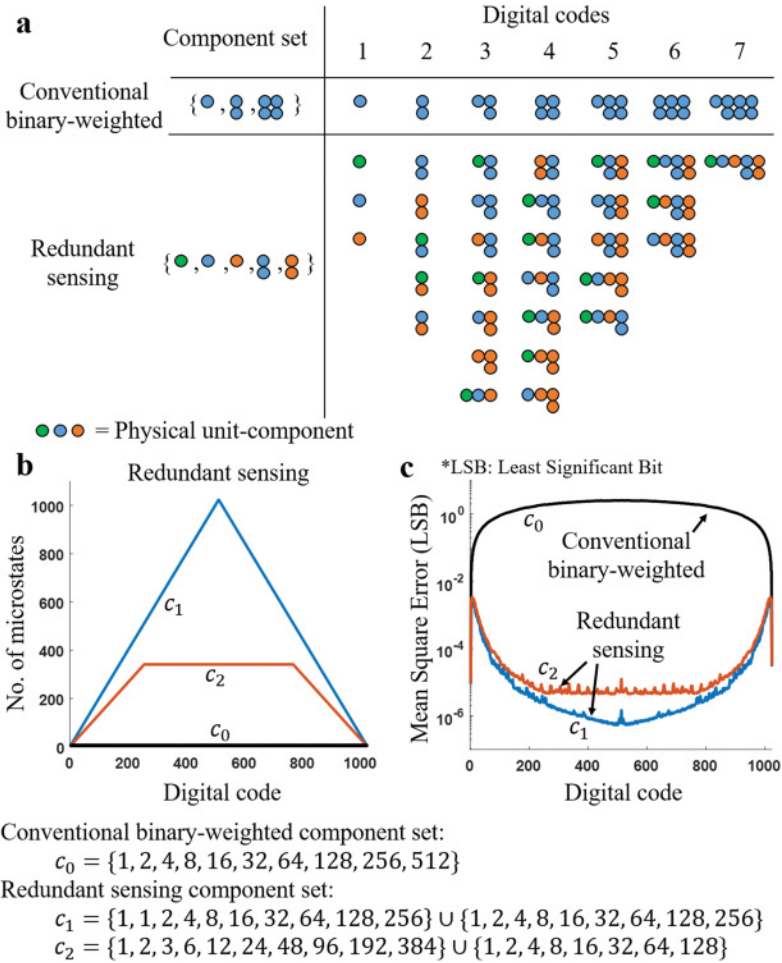 a
Component set
Digital codes
1 2 3 4 5 6 7
Conventional
binary-weighted
{ , , }
Redundant
sensing
{ , , , , }
= Physical unit-component
b
Redundant sensing
No. of microstates
1000
800
600
400
200
0
c₁
c₂
c₀
0 200 400 600 800 1000
Digital code
c
*LSB: Least Significant Bit
Mean Square Error (LSB)
10⁰
10⁻²
10⁻⁴
10⁻⁶
c₀
Conventional
binary-weighted
Redundant
sensing
c₂
c₁
0 200 400 600 800 1000
Digital code
Conventional binary-weighted component set:
c₀ = {1, 2, 4, 8, 16, 32, 64, 128, 256, 512}
Redundant sensing component set:
c₁ = {1, 1, 2, 4, 8, 16, 32, 64, 128, 256} ∪ {1, 2, 4, 8, 16, 32, 64, 128, 256}
c₂ = {1, 2, 3, 6, 12, 24, 48, 96, 192, 384} ∪ {1, 2, 4, 8, 16, 32, 64, 128}